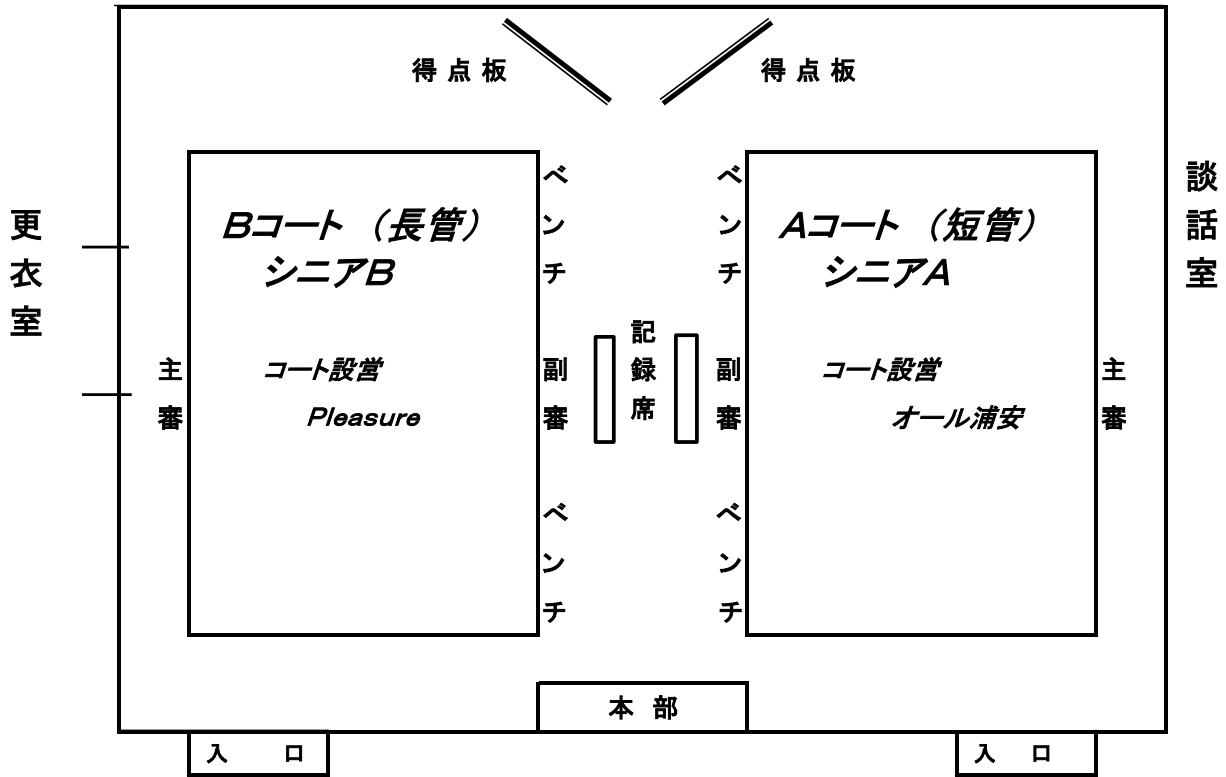 得 点 板
得 点 板
更衣室
談話室
Bコート （長管）
シニアB
コート設営
Pleasure
主審
ベンチ
副審
ベンチ
記録席
ベンチ
副審
ベンチ
Aコート （短管）
シニアA
コート設営
オール浦安
主審
本 部
入 口
入 口